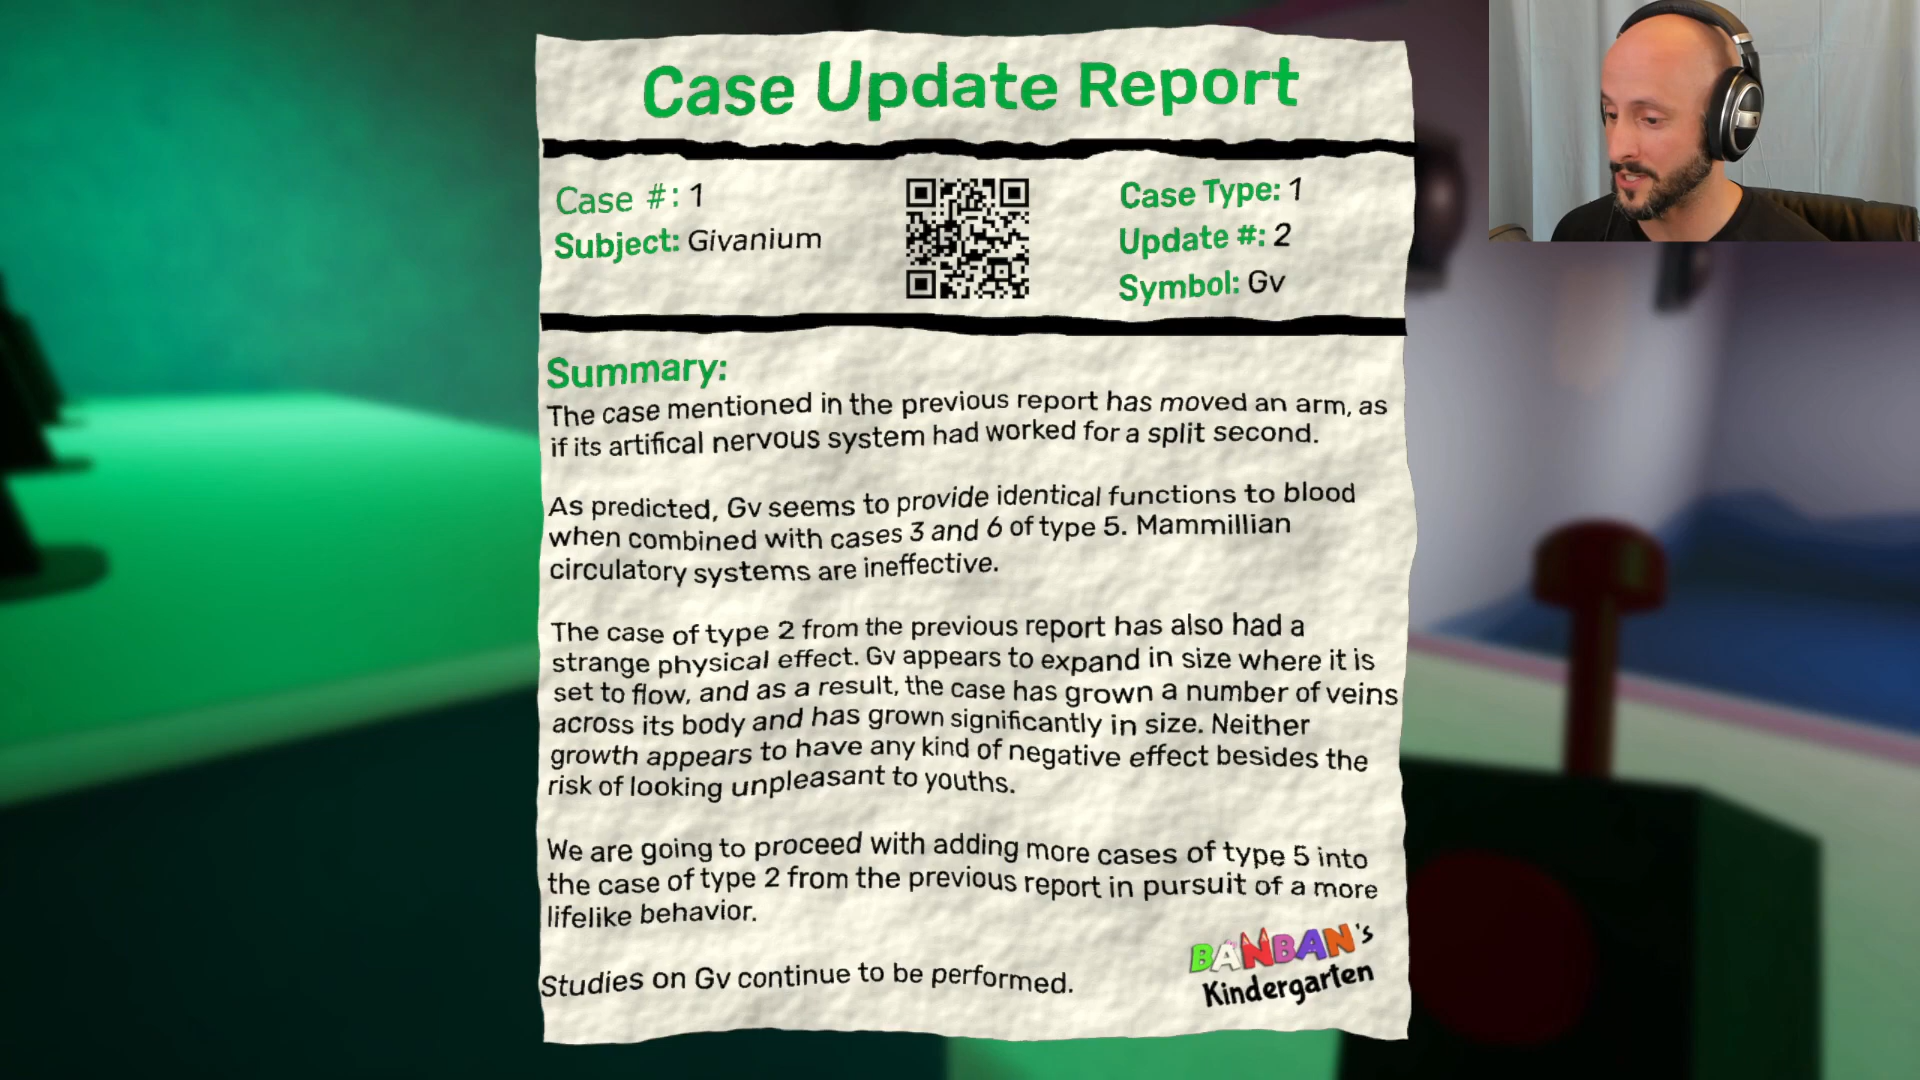 Case Update Report
Case #: 1
Subject: Givanium
Case Type: 1
Update #: 2
Symbol: Gv
Summary:
The case mentioned in the previous report has moved an arm, as
if its artifical nervous system had worked for a split second.
As predicted, Gv seems to provide identical functions to blood
when combined with cases 3 and 6 of type 5. Mammillian
circulatory systems are ineffective.
The case of type 2 from the previous report has also had a
strange physical effect. Gv appears to expand in size where it is
set to flow, and as a result, the case has grown a number of veins
across its body and has grown significantly in size. Neither
growth appears to have any kind of negative effect besides the
risk of looking unpleasant to youths.
We are going to proceed with adding more cases of type 5 into
the case of type 2 from the previous report in pursuit of a more
lifelike behavior.
Studies on Gv continue to be performed.
BANBAN's
Kindergarten